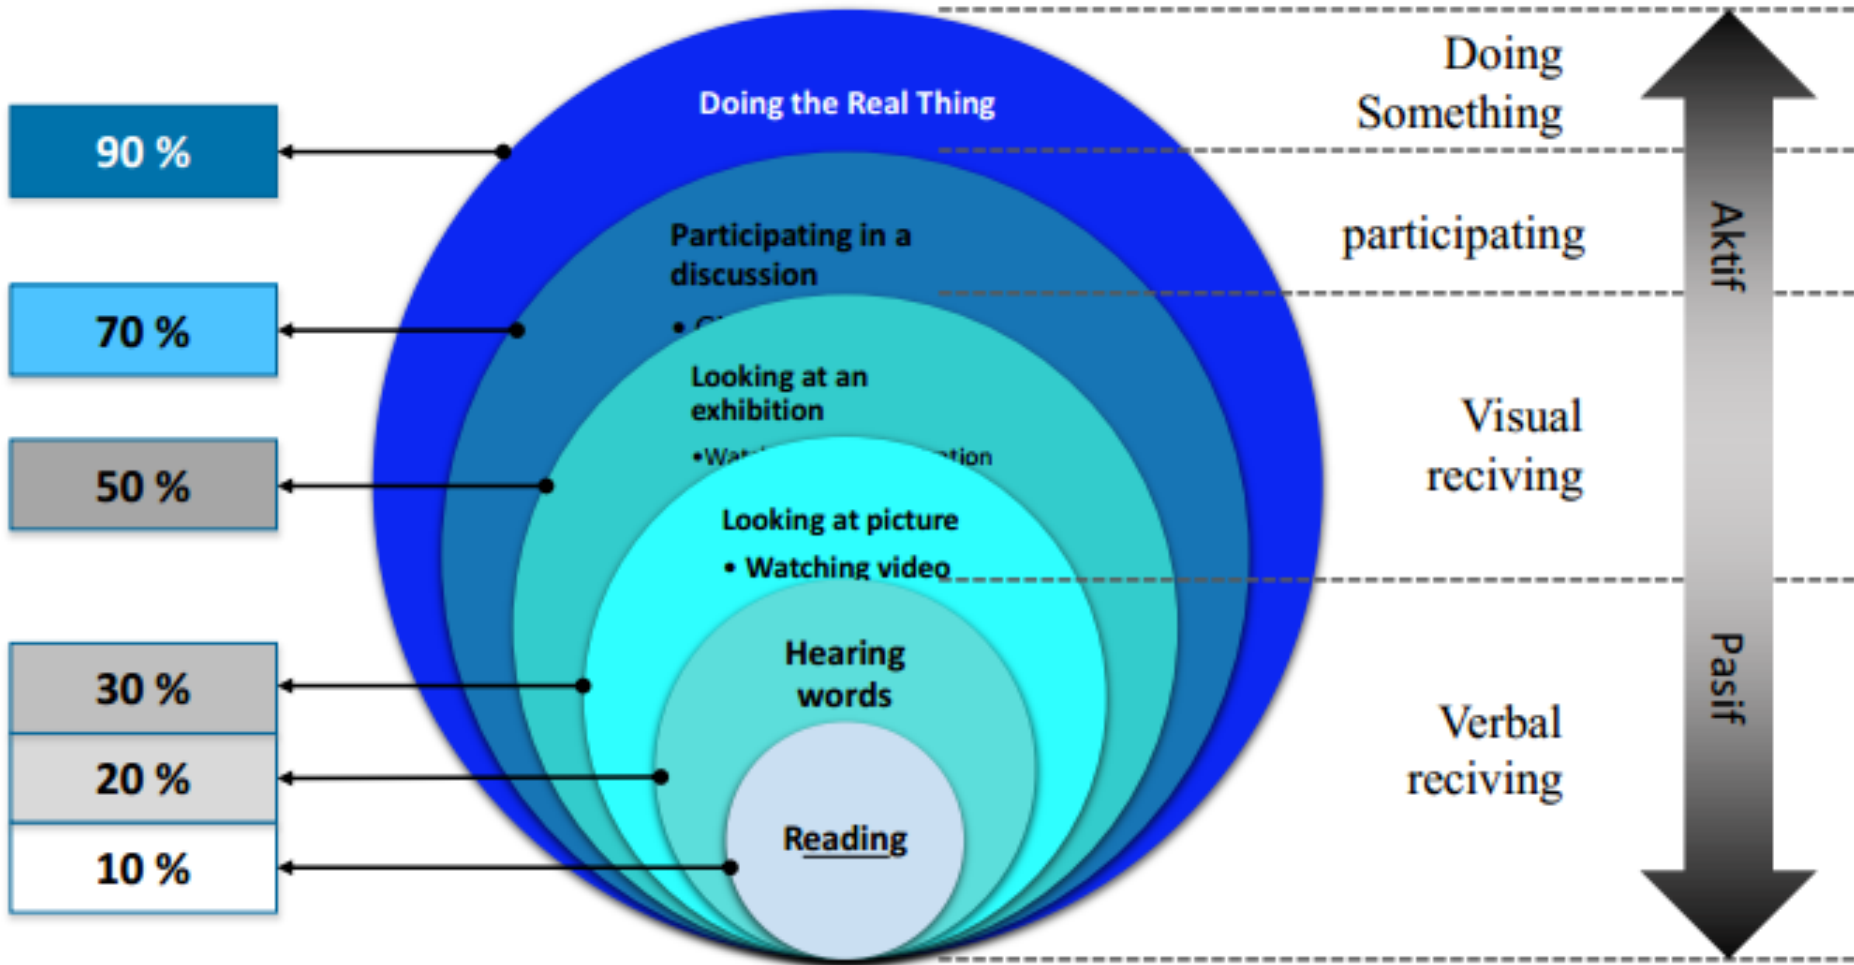 90 %
70 %
50 %
30 %
20 %
10 %
Doing the Real Thing
Participating in a
discussion
•
Looking at an
exhibition
•
Looking at picture
• Watching video
Hearing
words
Reading
Doing
Something
participating
Visual
reciving
Verbal
reciving
Aktif
Pasif